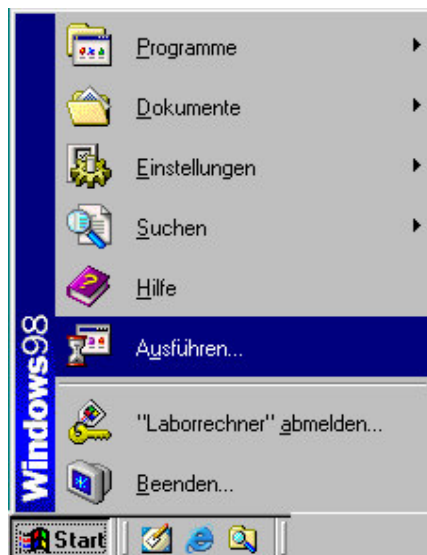 Programme
Dokumente
Einstellungen
Suchen
Hilfe
Ausführen...
"Laborrechner" abmelden...
Beenden...
Windows98
Start